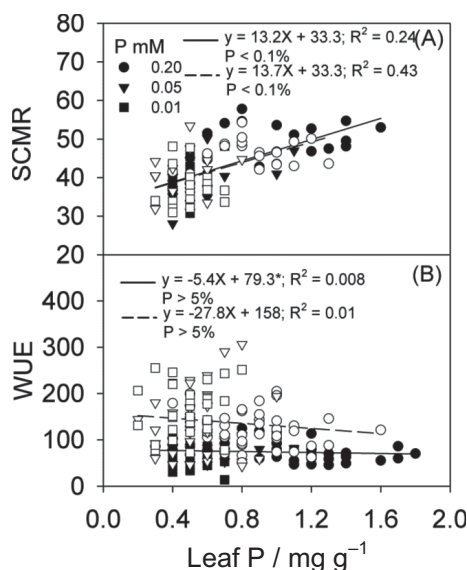 80
70
60
50
40
30
20
SCMR
P mM
0.20
0.05
0.01
y = 13.2X + 33.3; R² = 0.24
P < 0.1%
y = 13.7X + 33.3; R² = 0.43
P < 0.1%
(A)
400
300
200
100
0
WUE
y = -5.4X + 79.3*; R² = 0.008
P > 5%
y = -27.8X + 158; R² = 0.01
P > 5%
(B)
0.0 0.4 0.8 1.2 1.6 2.0
Leaf P / mg g⁻¹